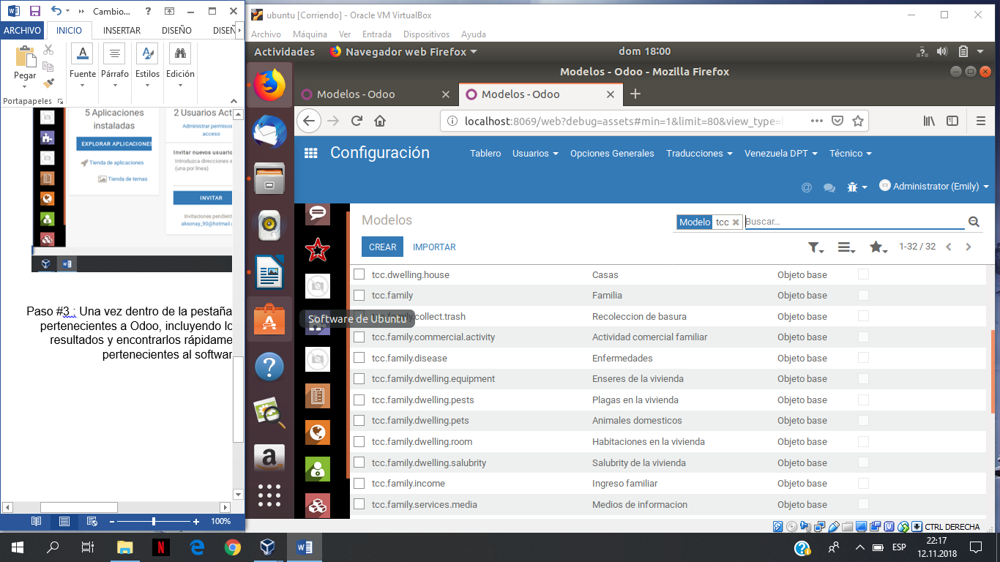 Cambio...
ARCHIVO
INICIO
INSERTAR
DISEÑO
DISEÑ
Pegar
Fuente
Párrafo
Estilos
Edición
Portapapeles
5 Aplicaciones
instaladas
EXPLORAR APLICACIONES
Tienda de aplicaciones
Tienda de temas
2 Usuarios Act
Administrar permisos
acceso
Invitar nuevos usuario
Introduzca direcciones e
(una por línea)
INVITAR
Invitaciones pendient
aksonay_90@hotmail.c
Paso #3 : Una vez dentro de la pestaña
pertenecientes a Odoo, incluyendo lo
resultados y encontrarlos rápidame
pertenecientes al softwar
100%
ubuntu [Corriendo] - Oracle VM VirtualBox
Archivo Máquina Ver Entrada Dispositivos Ayuda
Actividades
Navegador web Firefox
dom 18:00
Modelos - Odoo - Mozilla Firefox
Modelos - Odoo
Modelos - Odoo
localhost:8069/web?debug=assets#min=1&limit=80&view_type=l
Configuración
Tablero Usuarios Opciones Generales Traducciones Venezuela DPT Técnico
Administrator (Emily)
Modelos
Modelo tcc Buscar...
CREAR IMPORTAR
1-32 / 32
tcc.dwelling.house Casas Objeto base
tcc.family Familia Objeto base
Software de Ubuntu
family.collect.trash Recoleccion de basura Objeto base
tcc.family.commercial.activity Actividad comercial familiar Objeto base
tcc.family.disease Enfermedades Objeto base
tcc.family.dwelling.equipment Enseres de la vivienda Objeto base
tcc.family.dwelling.pests Plagas en la vivienda Objeto base
tcc.family.dwelling.pets Animales domesticos Objeto base
tcc.family.dwelling.room Habitaciones en la vivienda Objeto base
tcc.family.dwelling.salubrity Salubrity de la vivienda Objeto base
tcc.family.income Ingreso familiar Objeto base
tcc.family.services.media Medios de informacion Objeto base
CTRL DERECHA
ESP
22:17
12.11.2018